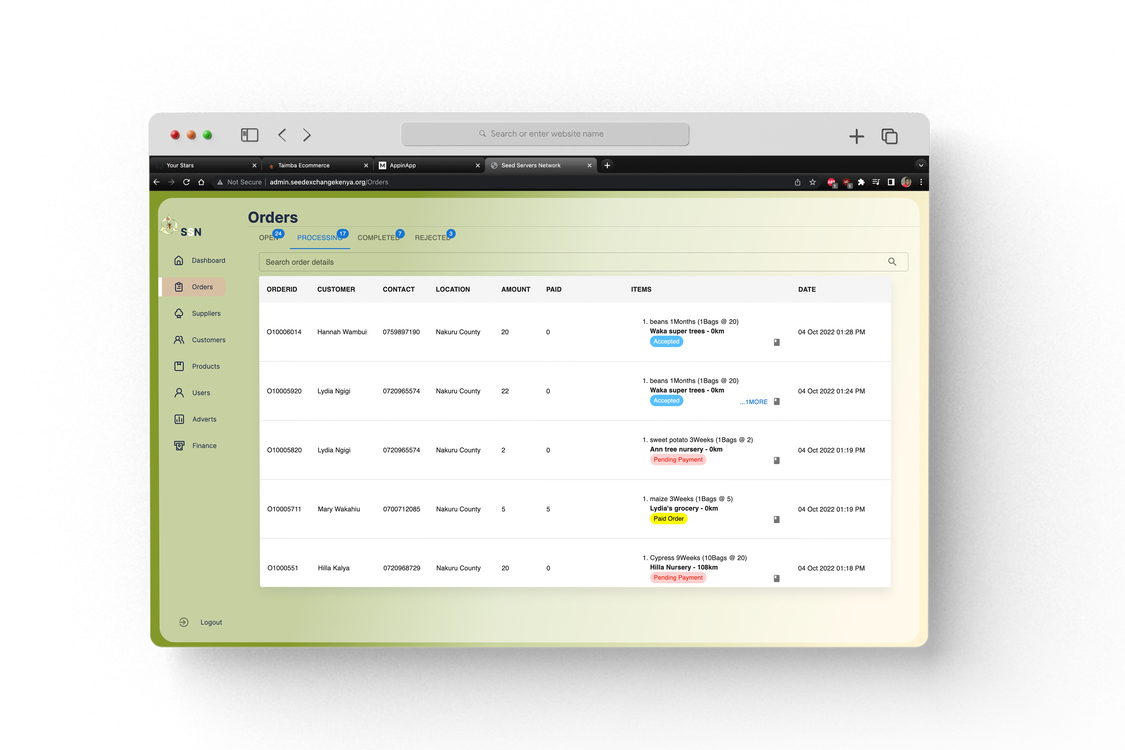 Search or enter website name
Your Stars
Taimba Ecommerce
M AppinApp
Seed Servers Network
Not Secure | admin.seedexchangekenya.org/Orders
SSN
Dashboard
Orders
Suppliers
Customers
Products
Users
Adverts
Finance
Logout
Orders
OPEN 24
PROCESSING 17
COMPLETED 7
REJECTED 3
Search order details
ORDERID CUSTOMER CONTACT LOCATION AMOUNT PAID ITEMS DATE
1. beans 1Months (1Bags @ 20)
O10006014 Hannah Wambui 0759897190 Nakuru County 20 0 Waka super trees - 0km 04 Oct 2022 01:28 PM
Accepted
1. beans 1Months (1Bags @ 20)
O10005920 Lydia Ngigi 0720965574 Nakuru County 22 0 Waka super trees - 0km 04 Oct 2022 01:24 PM
Accepted ...1MORE
1. sweet potato 3Weeks (1Bags @ 2)
O10005820 Lydia Ngigi 0720965574 Nakuru County 2 0 Ann tree nursery - 0km 04 Oct 2022 01:19 PM
Pending Payment
1. maize 3Weeks (1Bags @ 5)
O10005711 Mary Wakahiu 0700712085 Nakuru County 5 5 Lydia's grocery - 0km 04 Oct 2022 01:19 PM
Paid Order
1. Cypress 9Weeks (10Bags @ 20)
O1000551 Hilla Kalya 0720968729 Nakuru County 20 0 Hilla Nursery - 108km 04 Oct 2022 01:18 PM
Pending Payment